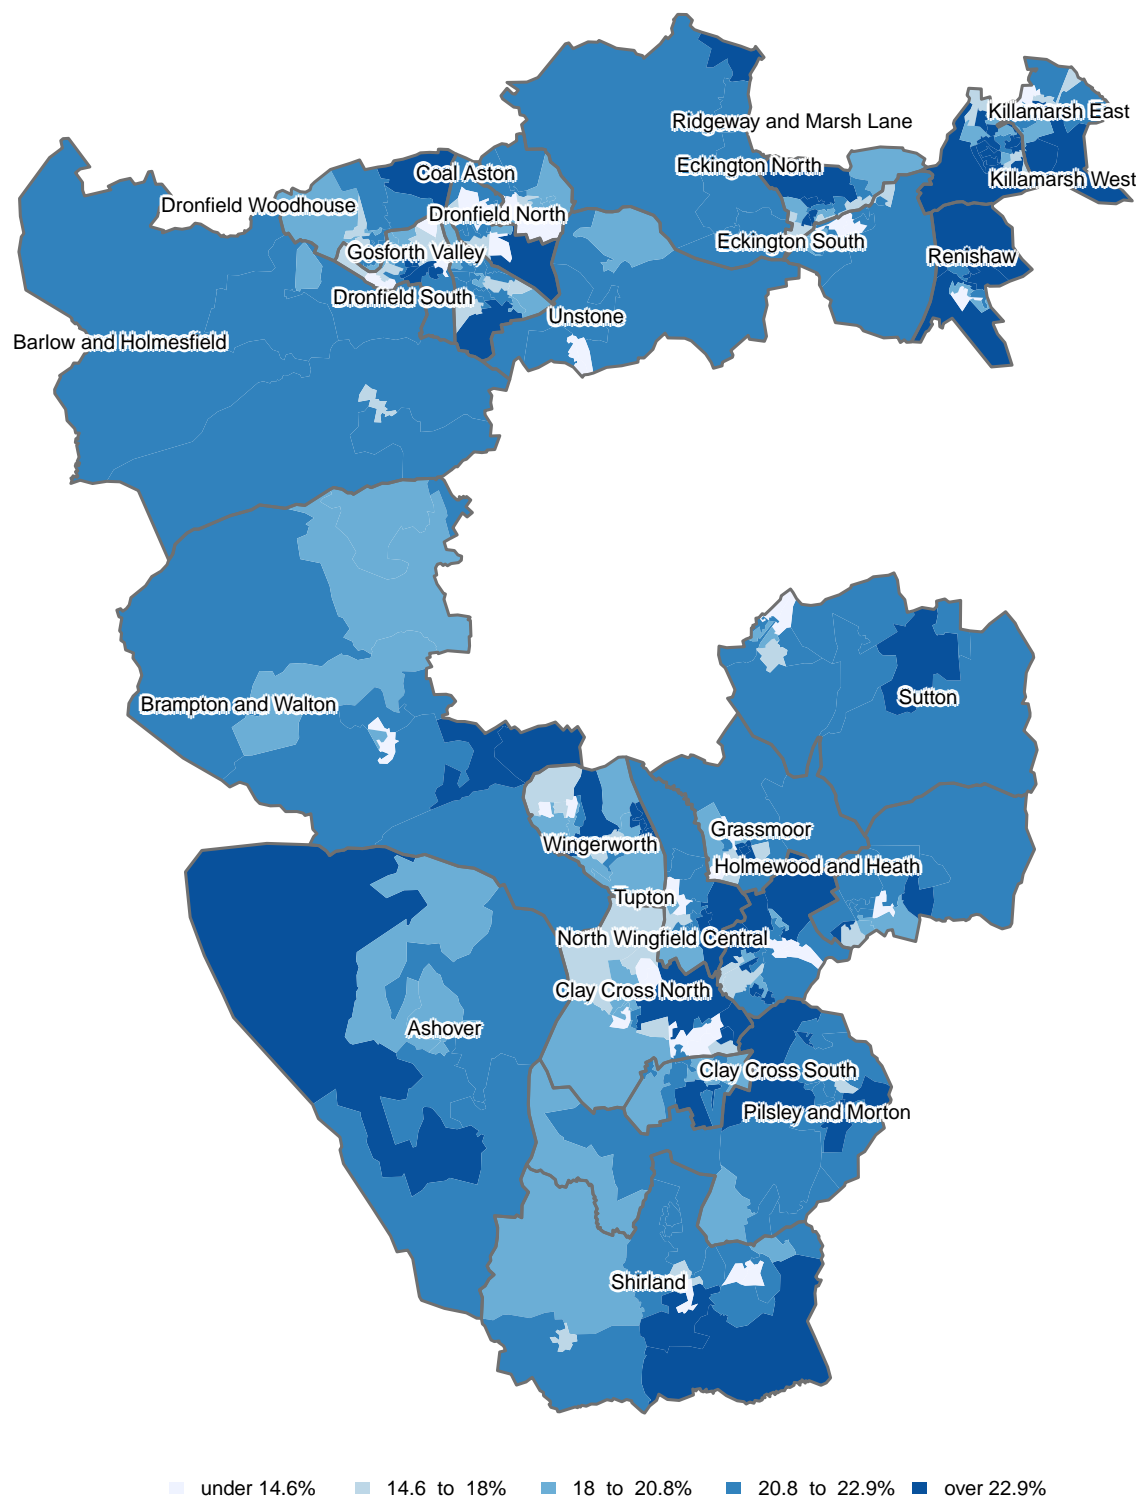 Killamarsh East
Ridgeway and Marsh Lane
Eckington North
Coal Aston
Killamarsh West
Dronfield Woodhouse
Dronfield North
Eckington South
Gosforth Valley
Renishaw
Dronfield South
Unstone
Barlow and Holmesfield
Sutton
Brampton and Walton
Grassmoor
Wingerworth
Holmewood and Heath
Tupton
North Wingfield Central
Clay Cross North
Ashover
Clay Cross South
Pilsley and Morton
Shirland
under 14.6% 14.6 to 18% 18 to 20.8% 20.8 to 22.9% over 22.9%